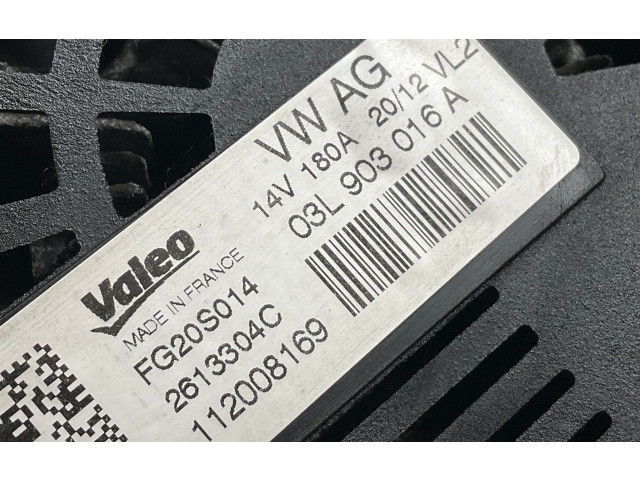 VW AG
14V 180A 20/12 VL2
03L 903 016 A
Valeo
MADE IN FRANCE
FG20S014
2613304C
112008169